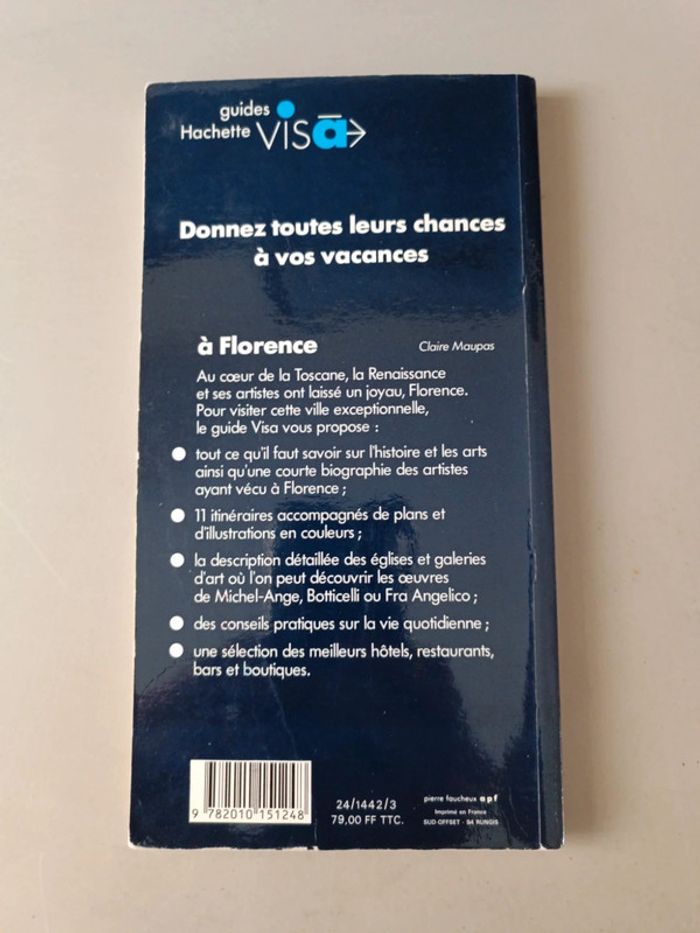 guides
Hachette visa
Donnez toutes leurs chances
à vos vacances
à Florence Claire Maupas
Au cœur de la Toscane, la Renaissance
et ses artistes ont laissé un joyau, Florence.
Pour visiter cette ville exceptionnelle,
le guide Visa vous propose :
tout ce qu'il faut savoir sur l'histoire et les arts
ainsi qu'une courte biographie des artistes
ayant vécu à Florence ;
11 itinéraires accompagnés de plans et
d'illustrations en couleurs ;
la description détaillée des églises et galeries
d'art où l'on peut découvrir les œuvres
de Michel-Ange, Botticelli ou Fra Angelico ;
des conseils pratiques sur la vie quotidienne ;
une sélection des meilleurs hôtels, restaurants,
bars et boutiques.
9 782010 151248
24/1442/3
79,00 FF TTC.
pierre faucheux apf
Imprimé en France
SUD-OFFSET - 94 RUNGIS